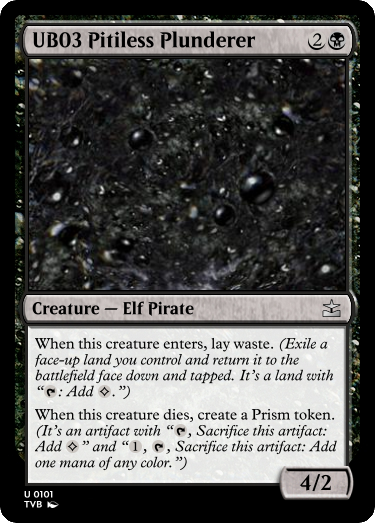 UB03 Pitiless Plunderer 2
Creature — Elf Pirate
When this creature enters, lay waste. (Exile a
face-up land you control and return it to the
battlefield face down and tapped. It's a land with
": Add .")
When this creature dies, create a Prism token.
(It's an artifact with ", Sacrifice this artifact:
Add " and "1, , Sacrifice this artifact: Add
one mana of any color.")
4/2
U 0101
TVB